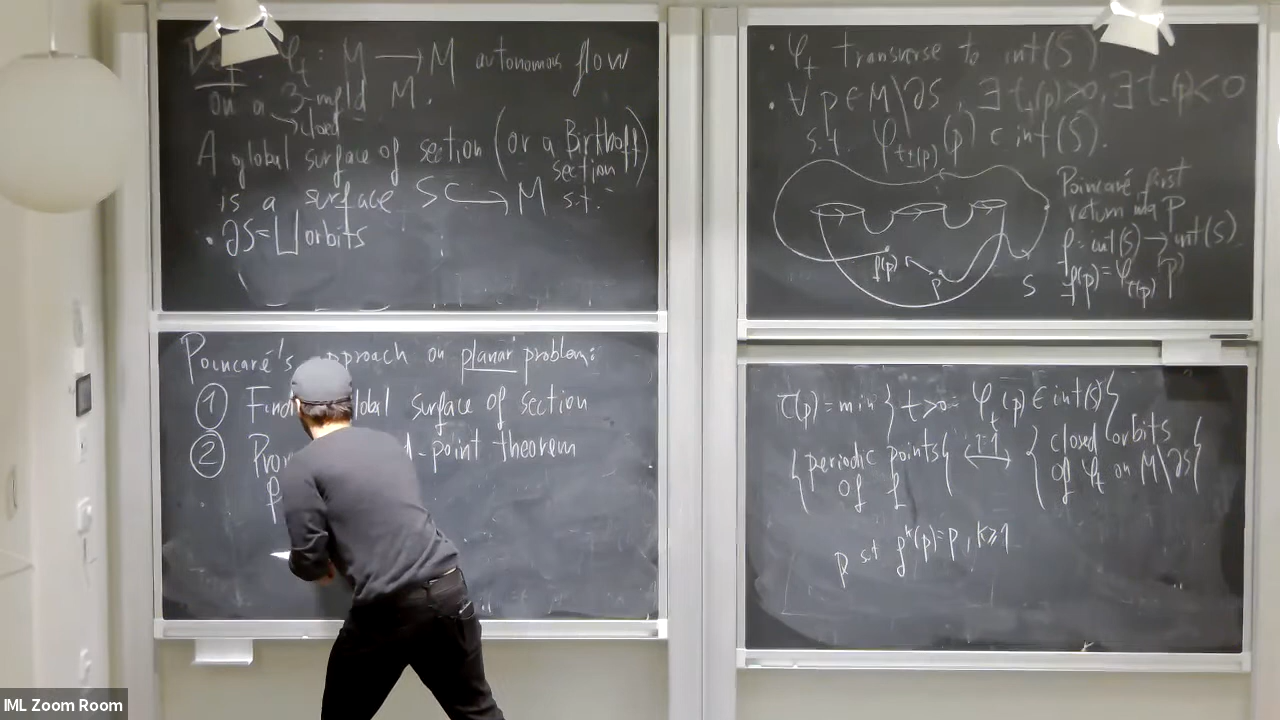 φ_t : M → M autonomous flow
on a 3-mfld M.
closed
A global surface of section (or a Birkhoff section)
is a surface S ↪ M s.t.
• ∂S = ⨆ orbits
Poincaré's approach on planar problem:
① Find global surface of section
② -point theorem
• φ_t transverse to int(S)
• ∀ p ∈ M\∂S, ∃ t_+(p)>0, ∃ t_-(p)<0
s.t. φ_{t_±(p)}(p) ∈ int(S).
Poincaré first
return map
f: int(S) → int(S)
f(p) = φ_{τ(p)}(p)
f(p)
p
S
τ(p) = min { t>0 : φ_t(p) ∈ int(S) }
{ periodic points of f } ⟷ 1-1 { closed orbits of φ_t on M\∂S }
p s.t f^k(p)=p, k≥1
IML Zoom Room